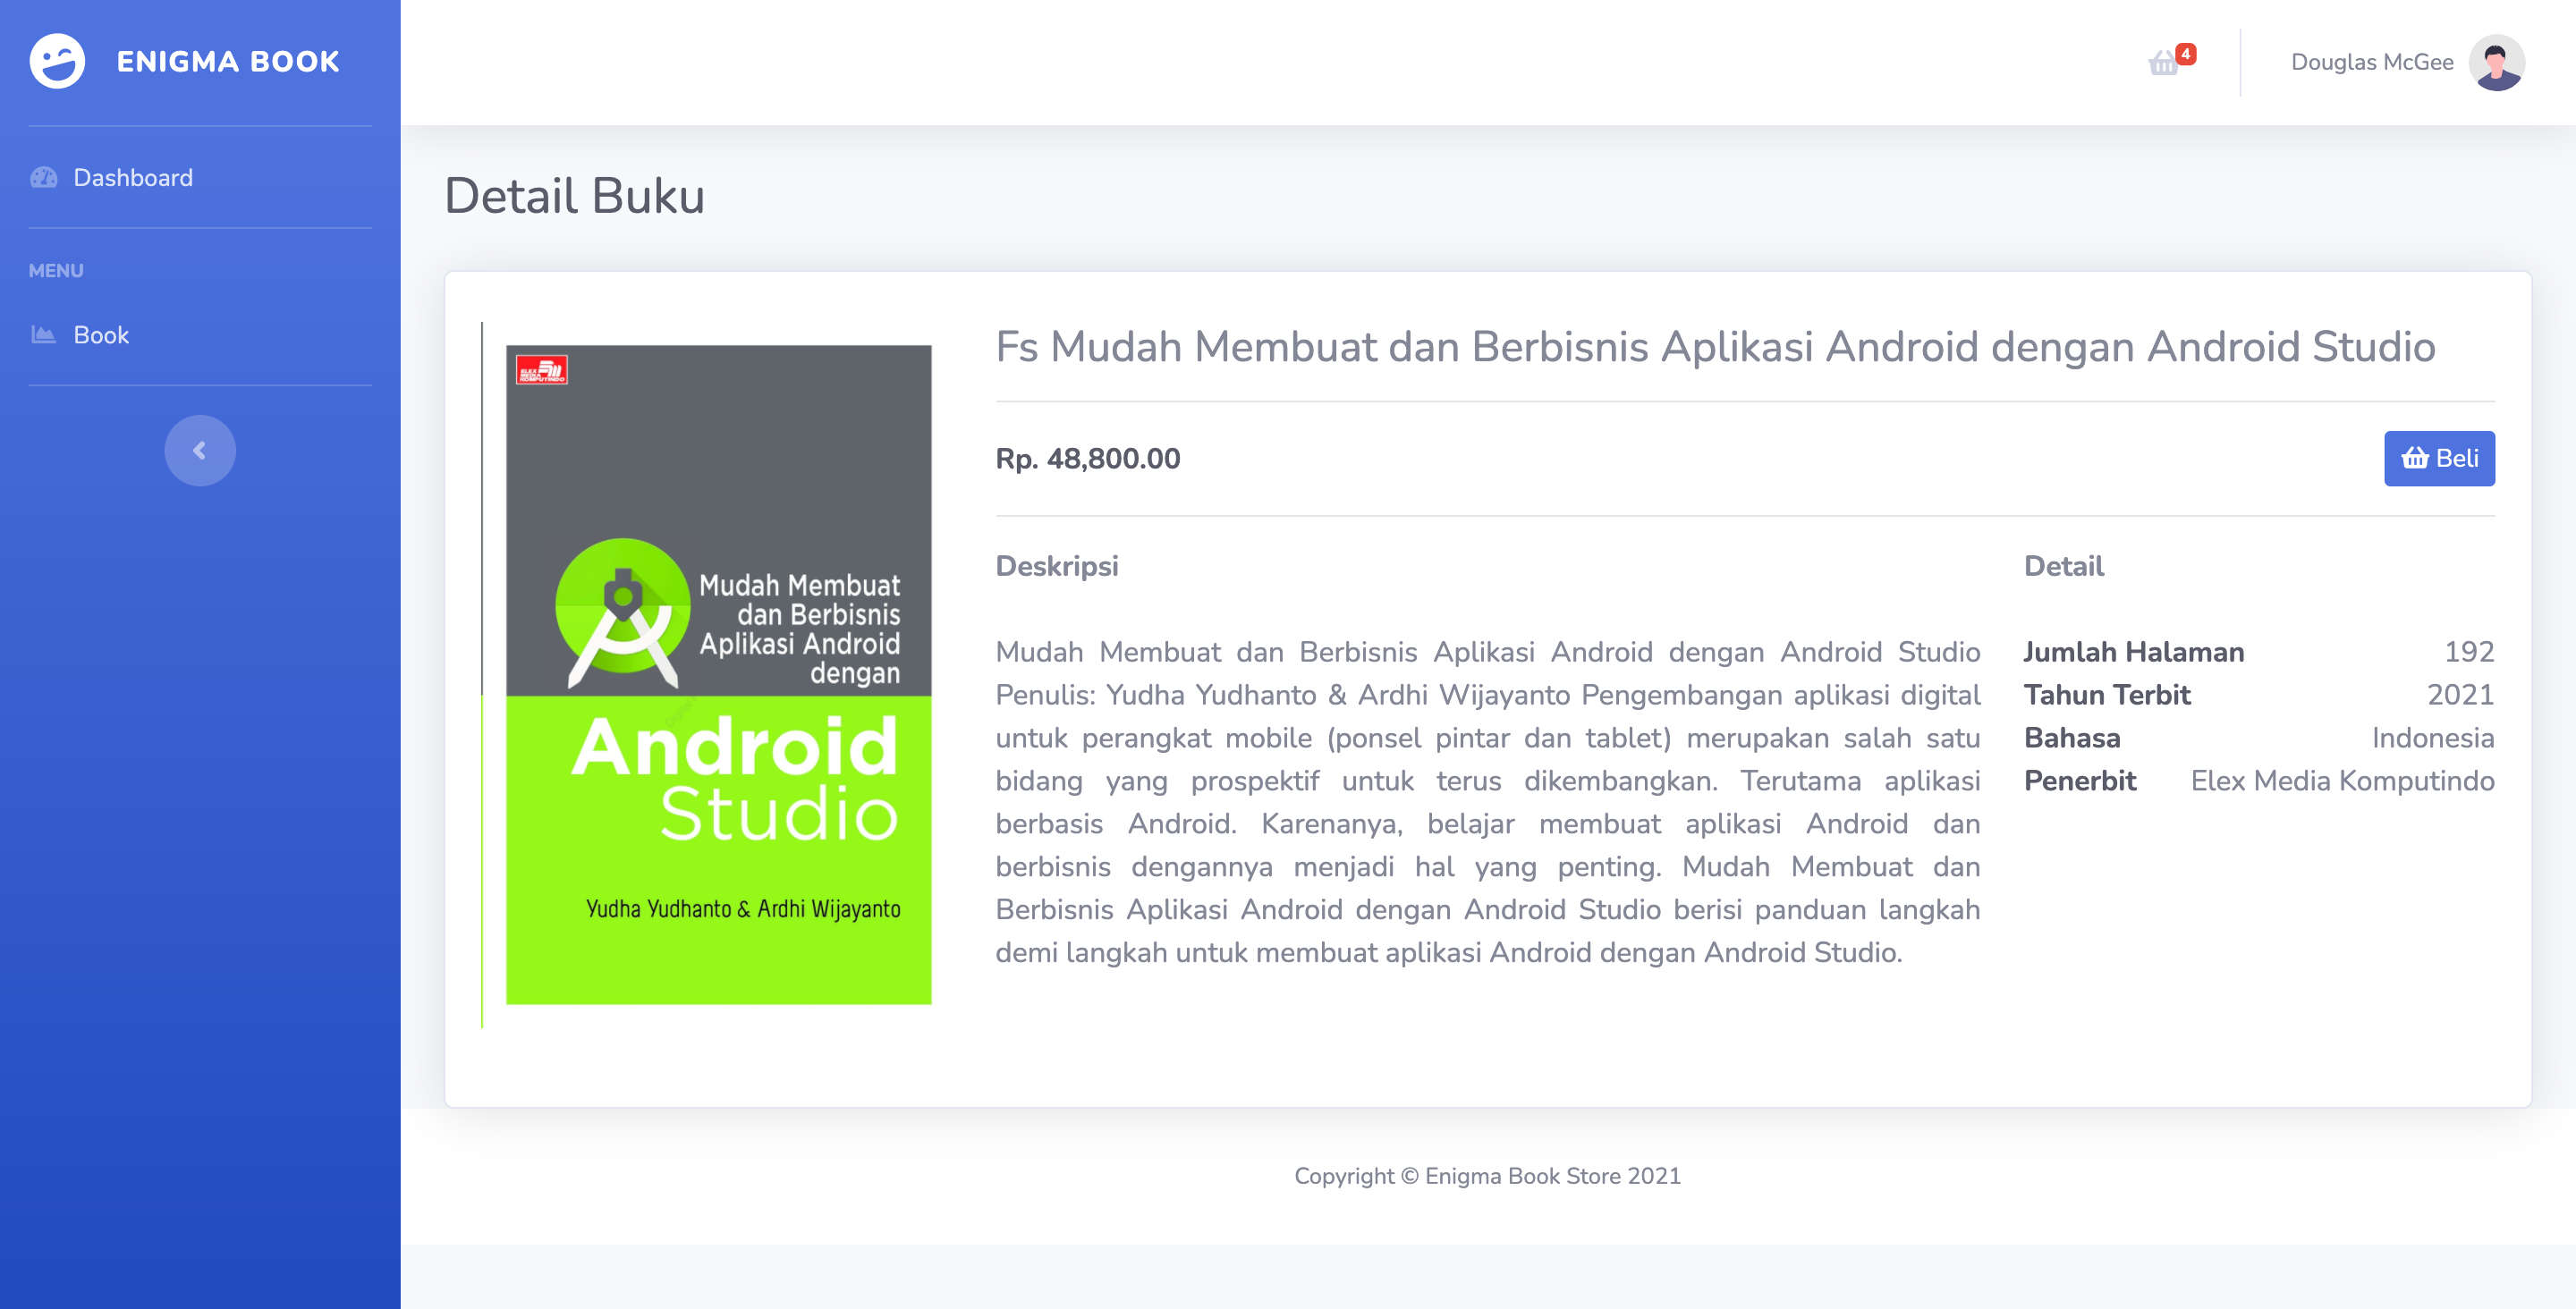 ENIGMA BOOK
4
Douglas McGee
Dashboard
MENU
Book
Detail Buku
ELEX MEDIA KOMPUTINDO
Mudah Membuat
dan Berbisnis
Aplikasi Android
dengan
Android
Studio
Yudha Yudhanto & Ardhi Wijayanto
Fs Mudah Membuat dan Berbisnis Aplikasi Android dengan Android Studio
Rp. 48,800.00
Beli
Deskripsi
Mudah Membuat dan Berbisnis Aplikasi Android dengan Android Studio
Penulis: Yudha Yudhanto & Ardhi Wijayanto Pengembangan aplikasi digital
untuk perangkat mobile (ponsel pintar dan tablet) merupakan salah satu
bidang yang prospektif untuk terus dikembangkan. Terutama aplikasi
berbasis Android. Karenanya, belajar membuat aplikasi Android dan
berbisnis dengannya menjadi hal yang penting. Mudah Membuat dan
Berbisnis Aplikasi Android dengan Android Studio berisi panduan langkah
demi langkah untuk membuat aplikasi Android dengan Android Studio.
Detail
Jumlah Halaman 192
Tahun Terbit 2021
Bahasa Indonesia
Penerbit Elex Media Komputindo
Copyright © Enigma Book Store 2021